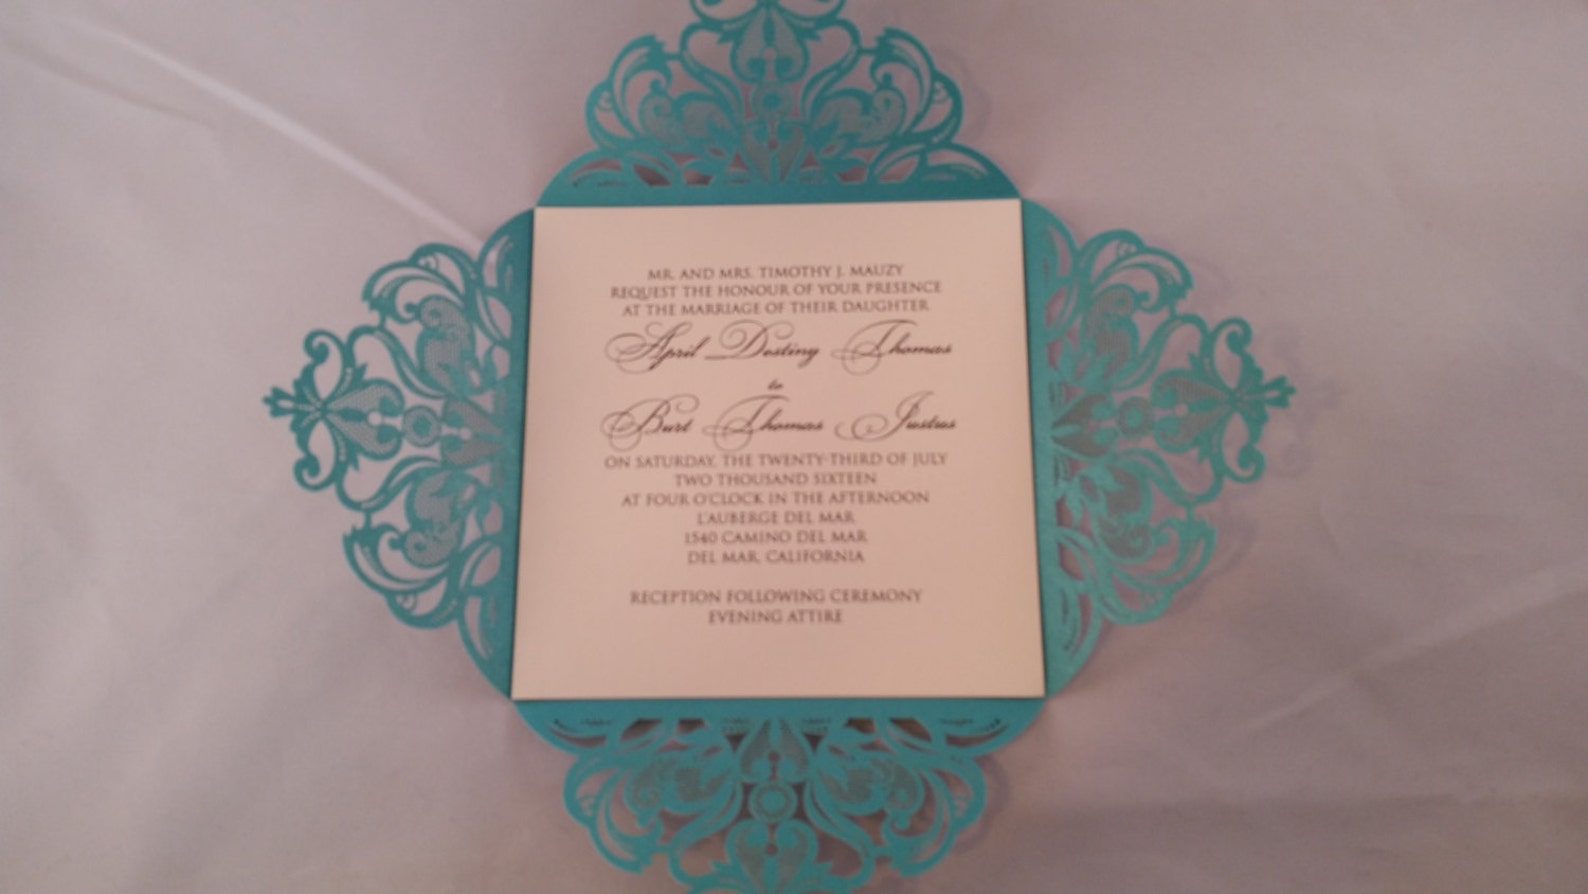 MR. AND MRS. TIMOTHY J. MAUZY
REQUEST THE HONOUR OF YOUR PRESENCE
AT THE MARRIAGE OF THEIR DAUGHTER
April Destiny Thomas
to
Burt Thomas Justus
ON SATURDAY, THE TWENTY-THIRD OF JULY
TWO THOUSAND SIXTEEN
AT FOUR O'CLOCK IN THE AFTERNOON
L'AUBERGE DEL MAR
1540 CAMINO DEL MAR
DEL MAR, CALIFORNIA
RECEPTION FOLLOWING CEREMONY
EVENING ATTIRE